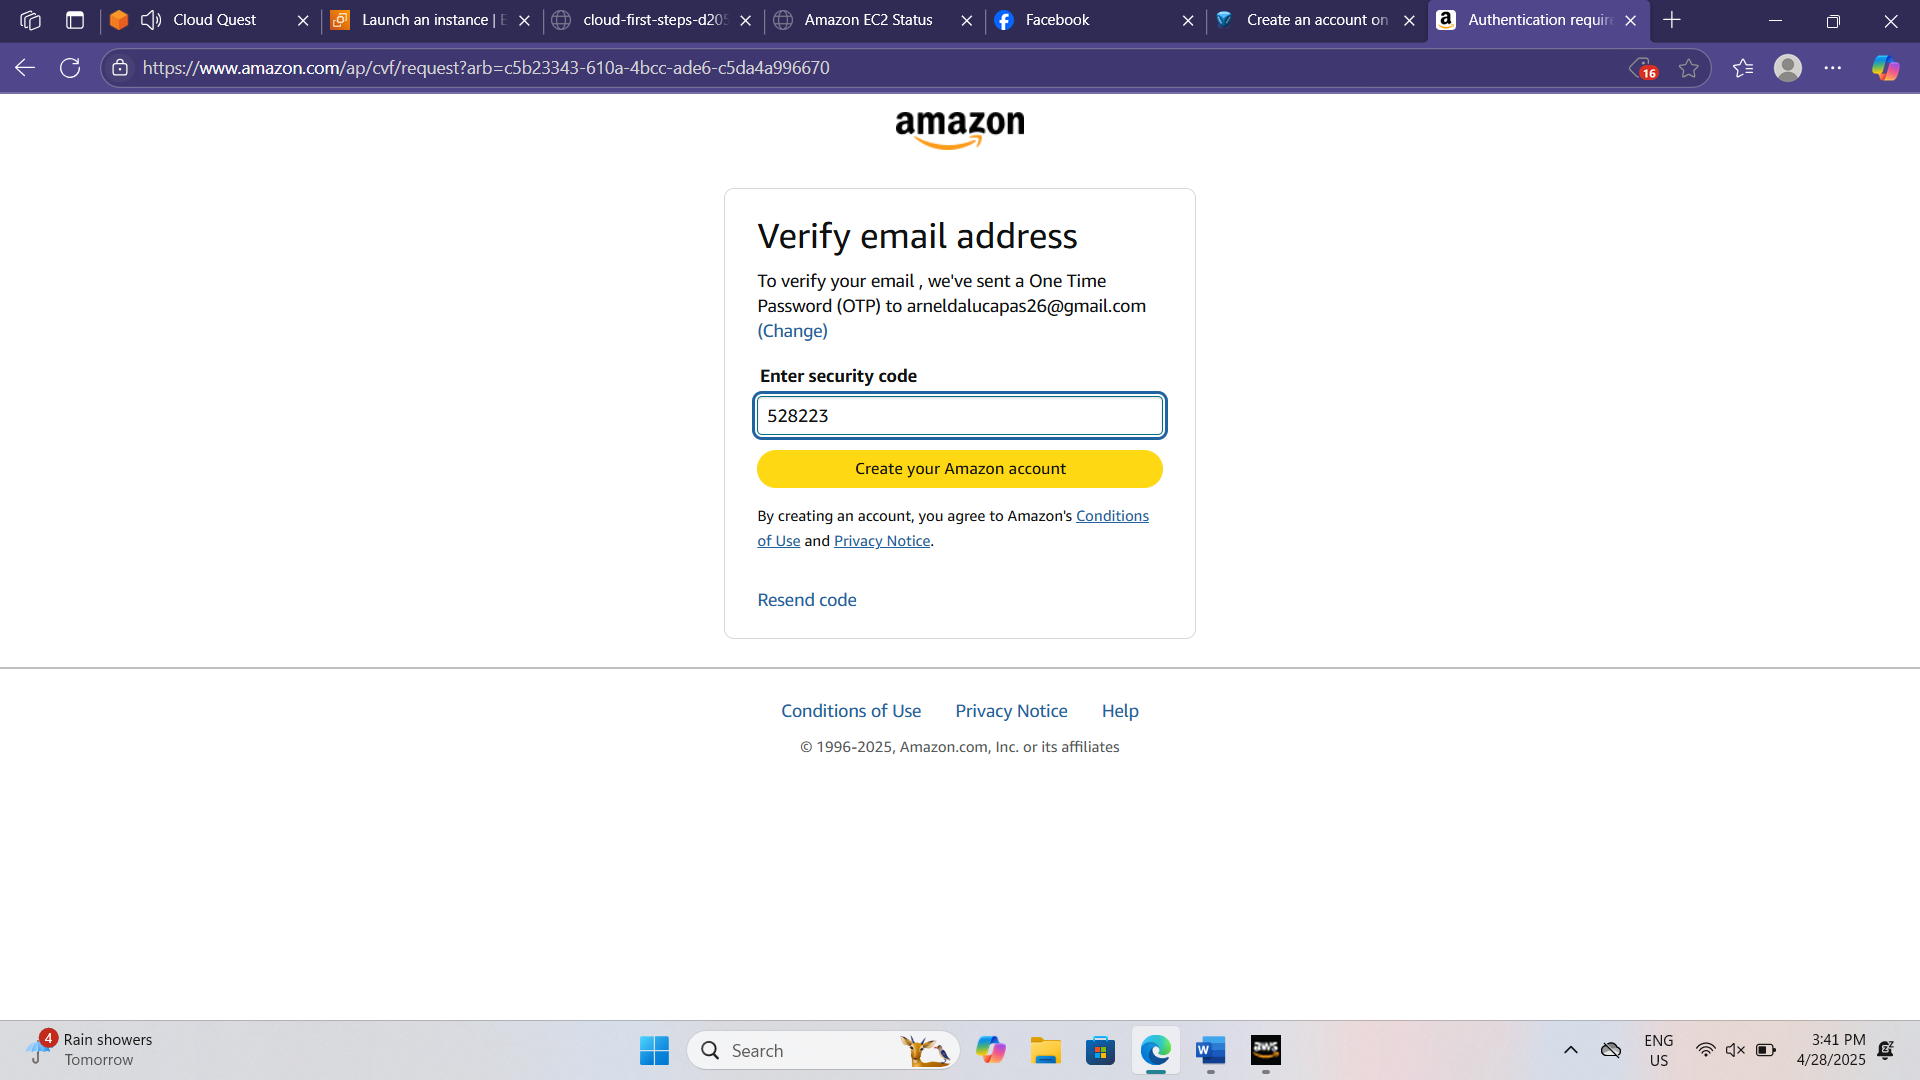 Cloud Quest
Launch an instance | E
cloud-first-steps-d205
Amazon EC2 Status
Facebook
Create an account on
Authentication require
https://www.amazon.com/ap/cvf/request?arb=c5b23343-610a-4bcc-ade6-c5da4a996670
16
amazon
Verify email address
To verify your email , we've sent a One Time
Password (OTP) to arneldalucapas26@gmail.com
(Change)
Enter security code
528223
Create your Amazon account
By creating an account, you agree to Amazon's Conditions
of Use and Privacy Notice.
Resend code
Conditions of Use Privacy Notice Help
© 1996-2025, Amazon.com, Inc. or its affiliates
4
Rain showers
Tomorrow
Search
W
aws
ENG
US
3:41 PM
4/28/2025